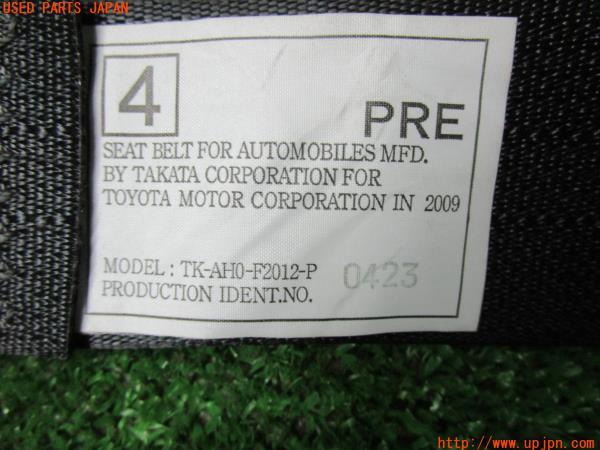 USED PARTS JAPAN
4
PRE
SEAT BELT FOR AUTOMOBILES MFD.
BY TAKATA CORPORATION FOR
TOYOTA MOTOR CORPORATION IN 2009
MODEL : TK-AH0-F2012-P 0423
PRODUCTION IDENT.NO.
http://www.upjpn.com/